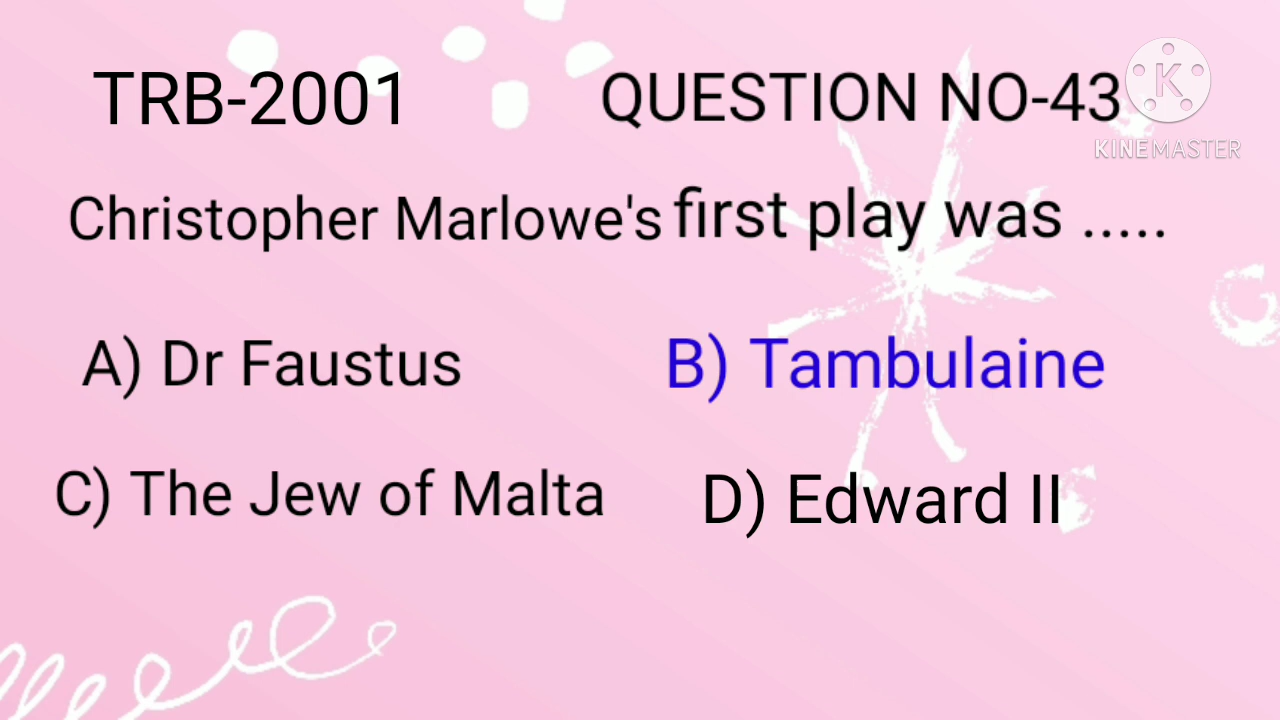 TRB-2001 QUESTION NO-43
KINEMASTER
Christopher Marlowe's first play was .....
A) Dr Faustus B) Tambulaine
C) The Jew of Malta D) Edward II